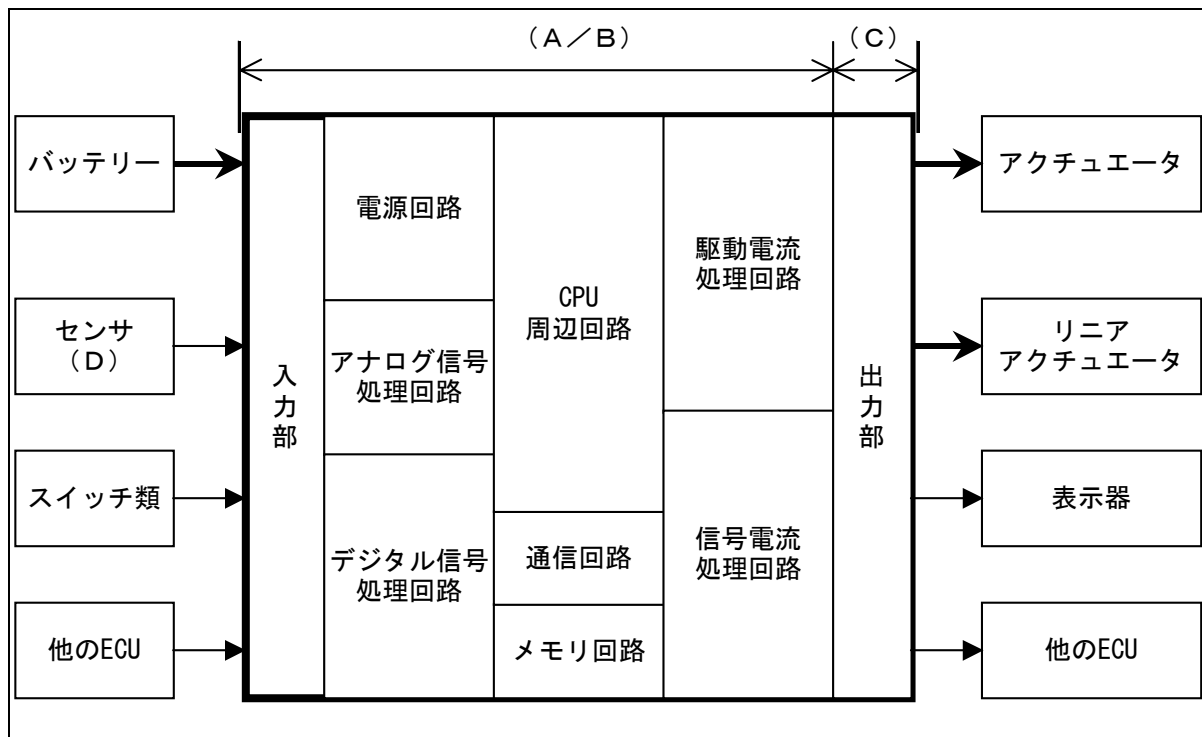 （Ａ／Ｂ）
（Ｃ）
バッテリー
センサ
（Ｄ）
スイッチ類
他のECU
入
力
部
電源回路
アナログ信号
処理回路
デジタル信号
処理回路
CPU
周辺回路
通信回路
メモリ回路
駆動電流
処理回路
信号電流
処理回路
出
力
部
アクチュエータ
リニア
アクチュエータ
表示器
他のECU